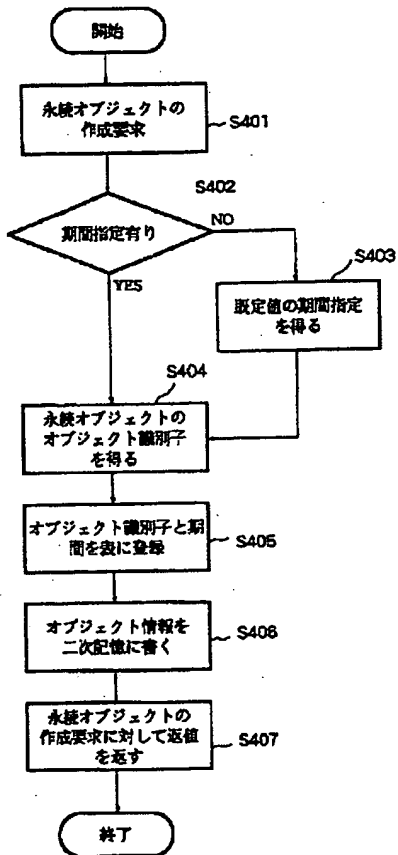 開始
永続オブジェクトの
作成要求
S401
S402
期間指定有り
NO
YES
S403
既定値の期間指定
を得る
S404
永続オブジェクトの
オブジェクト識別子
を得る
オブジェクト識別子と期
間を表に登録
S405
オブジェクト情報を
二次記憶に書く
S406
永続オブジェクトの
作成要求に対して返値
を返す
S407
終了